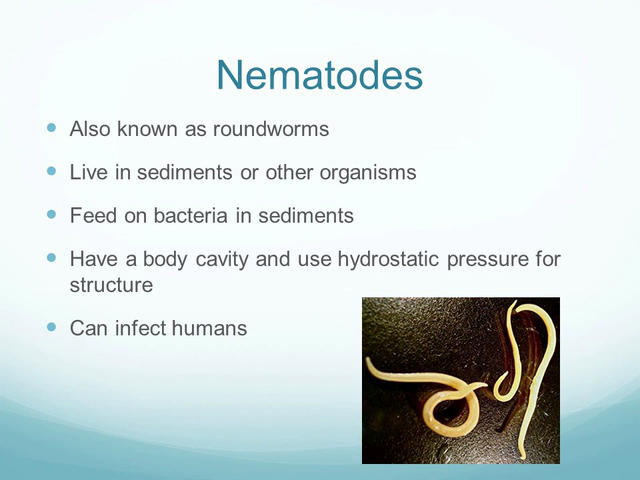 Nematodes
Also known as roundworms
Live in sediments or other organisms
Feed on bacteria in sediments
Have a body cavity and use hydrostatic pressure for
structure
Can infect humans